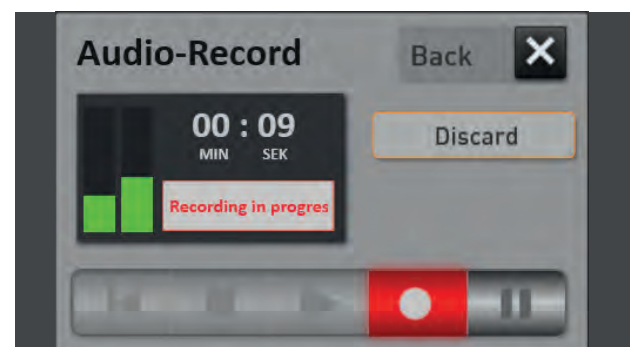 Audio-Record
Back
00 : 09
MIN SEK
Recording in progres
Discard